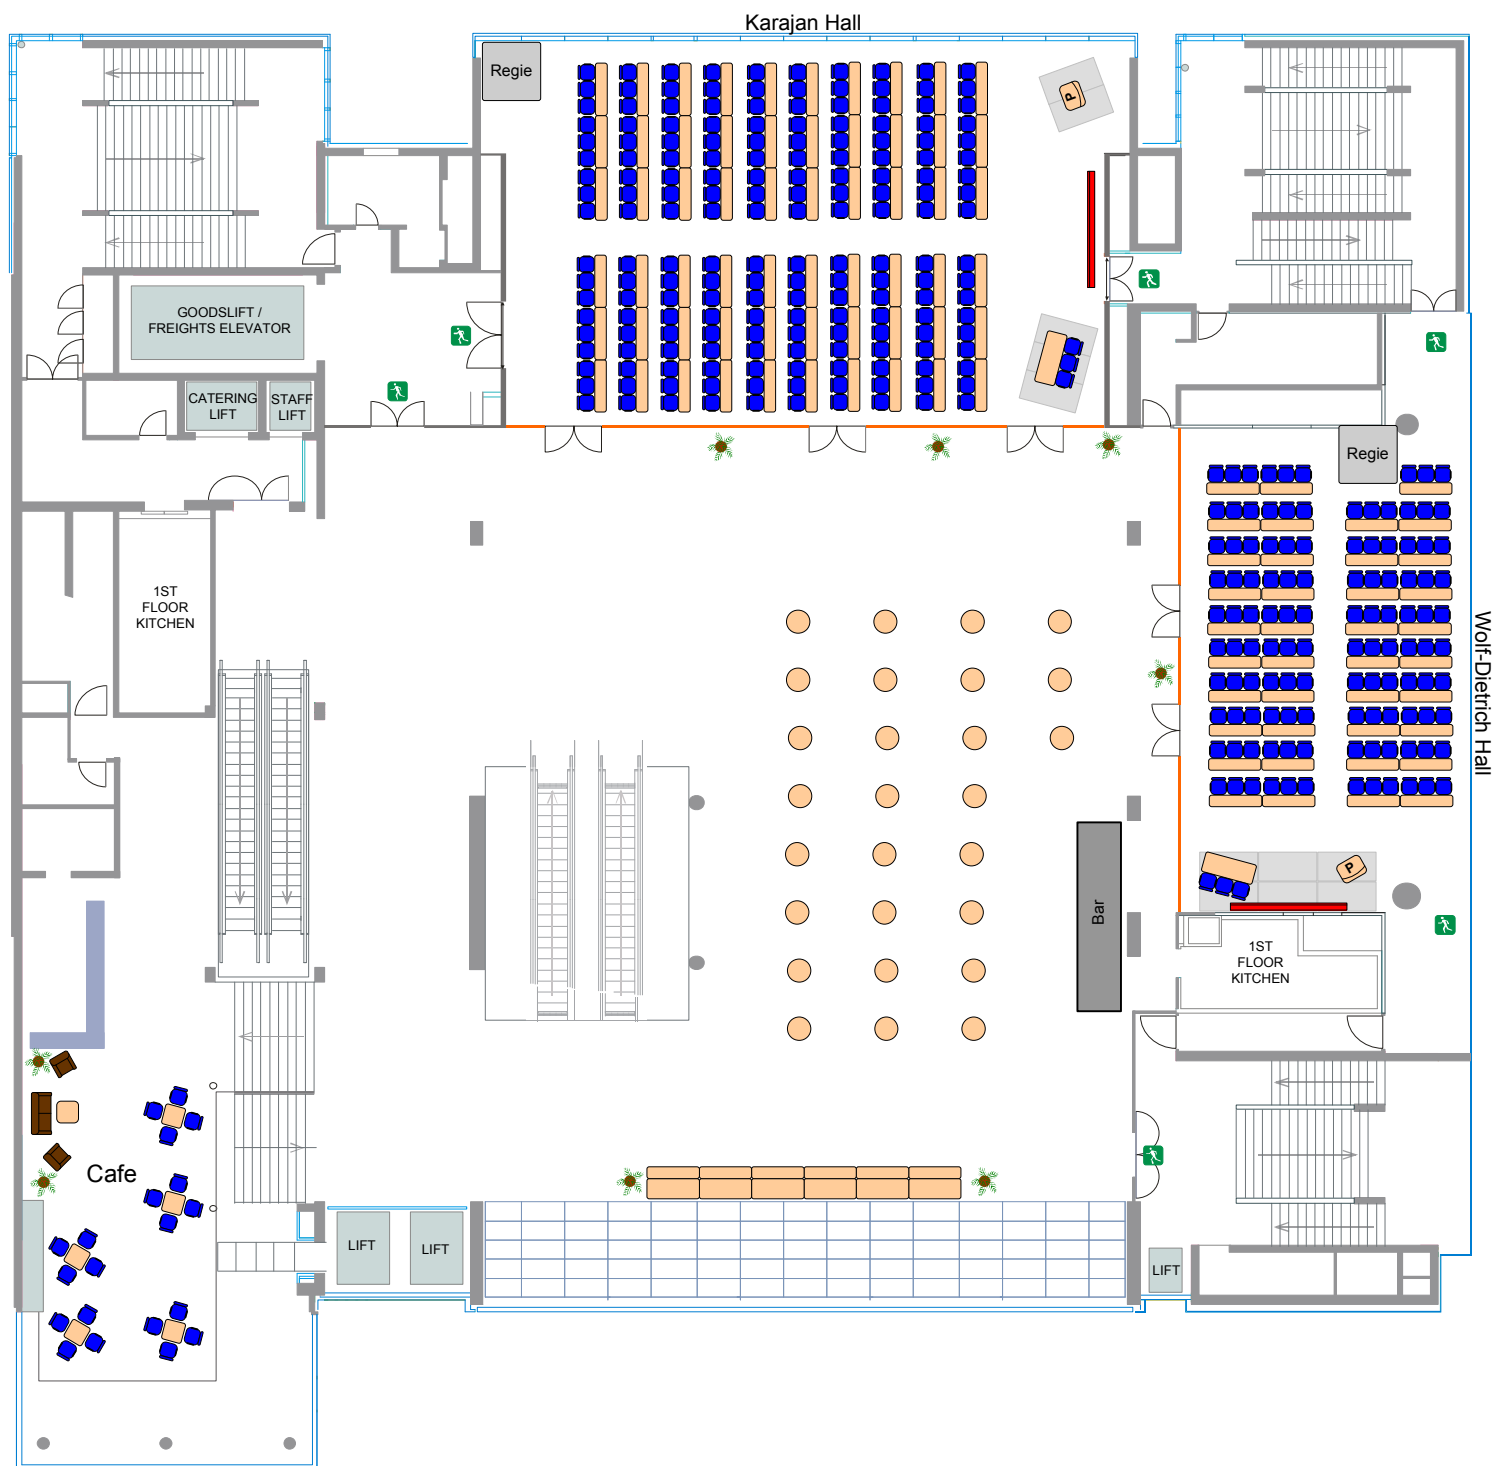 Karajan Hall
Regie
P
GOODSLIFT /
FREIGHTS ELEVATOR
CATERING
LIFT
STAFF
LIFT
Regie
1ST
FLOOR
KITCHEN
Wolf-Dietrich Hall
P
Bar
1ST
FLOOR
KITCHEN
Cafe
LIFT
LIFT
LIFT